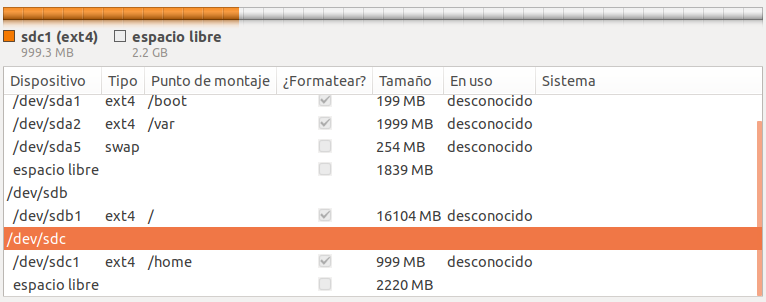 sdc1 (ext4) espacio libre
999.3 MB 2.2 GB
Dispositivo Tipo Punto de montaje ¿Formatear? Tamaño En uso Sistema
/dev/sda1 ext4 /boot 199 MB desconocido
/dev/sda2 ext4 /var 1999 MB desconocido
/dev/sda5 swap 254 MB desconocido
espacio libre 1839 MB
/dev/sdb
/dev/sdb1 ext4 / 16104 MB desconocido
/dev/sdc
/dev/sdc1 ext4 /home 999 MB desconocido
espacio libre 2220 MB